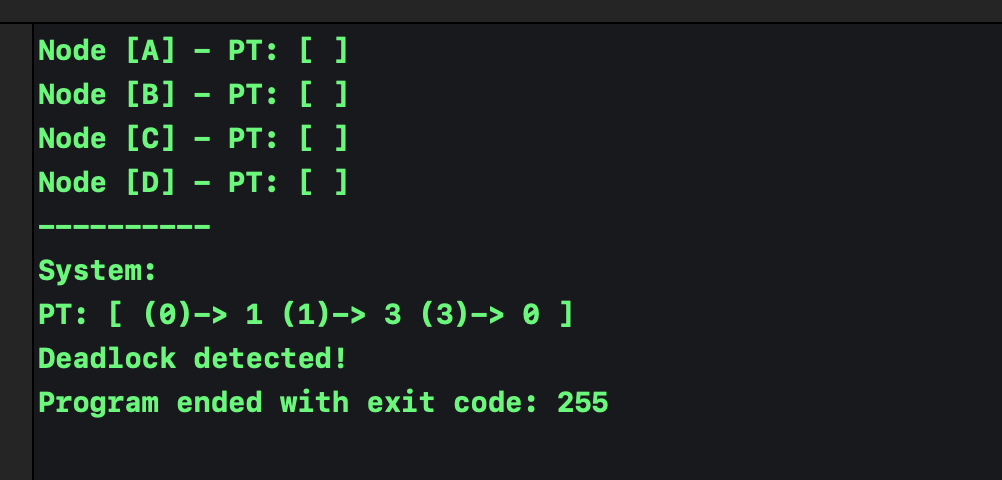 Node [A] - PT: [ ]
Node [B] - PT: [ ]
Node [C] - PT: [ ]
Node [D] - PT: [ ]
----------
System:
PT: [ (0)-> 1 (1)-> 3 (3)-> 0 ]
Deadlock detected!
Program ended with exit code: 255